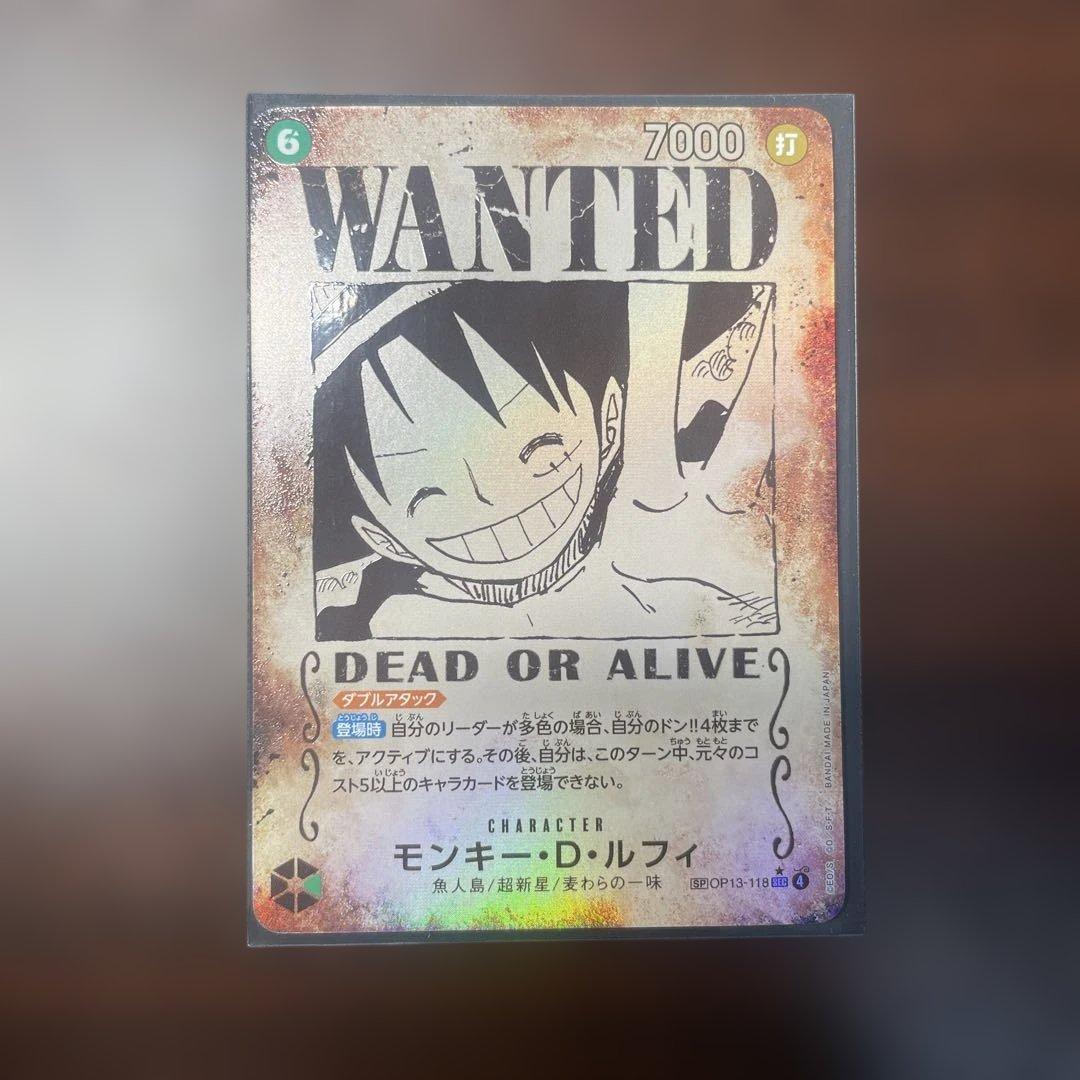 6 7000 打
WANTED
DEAD OR ALIVE
ダブルアタック
登場時 自分のリーダーが多色の場合、自分のドン!!4枚まで
を、アクティブにする。その後、自分は、このターン中、元々のコ
スト5以上のキャラカードを登場できない。
CHARACTER
モンキー・D・ルフィ
魚人島/超新星/麦わらの一味
SP OP13-118 SEC 4
©EO/S. CO. S.F.T. BANDAI MADE IN JAPAN